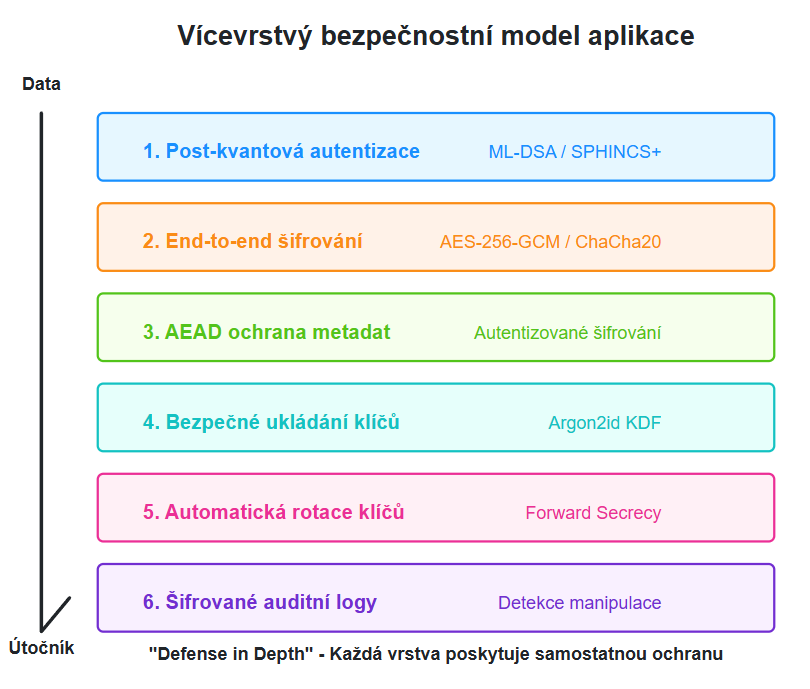 Vícevrstvý bezpečnostní model aplikace
Data
1. Post-kvantová autentizace ML-DSA / SPHINCS+
2. End-to-end šifrování AES-256-GCM / ChaCha20
3. AEAD ochrana metadat Autentizované šifrování
4. Bezpečné ukládání klíčů Argon2id KDF
5. Automatická rotace klíčů Forward Secrecy
6. Šifrované auditní logy Detekce manipulace
Útočník
"Defense in Depth" - Každá vrstva poskytuje samostatnou ochranu